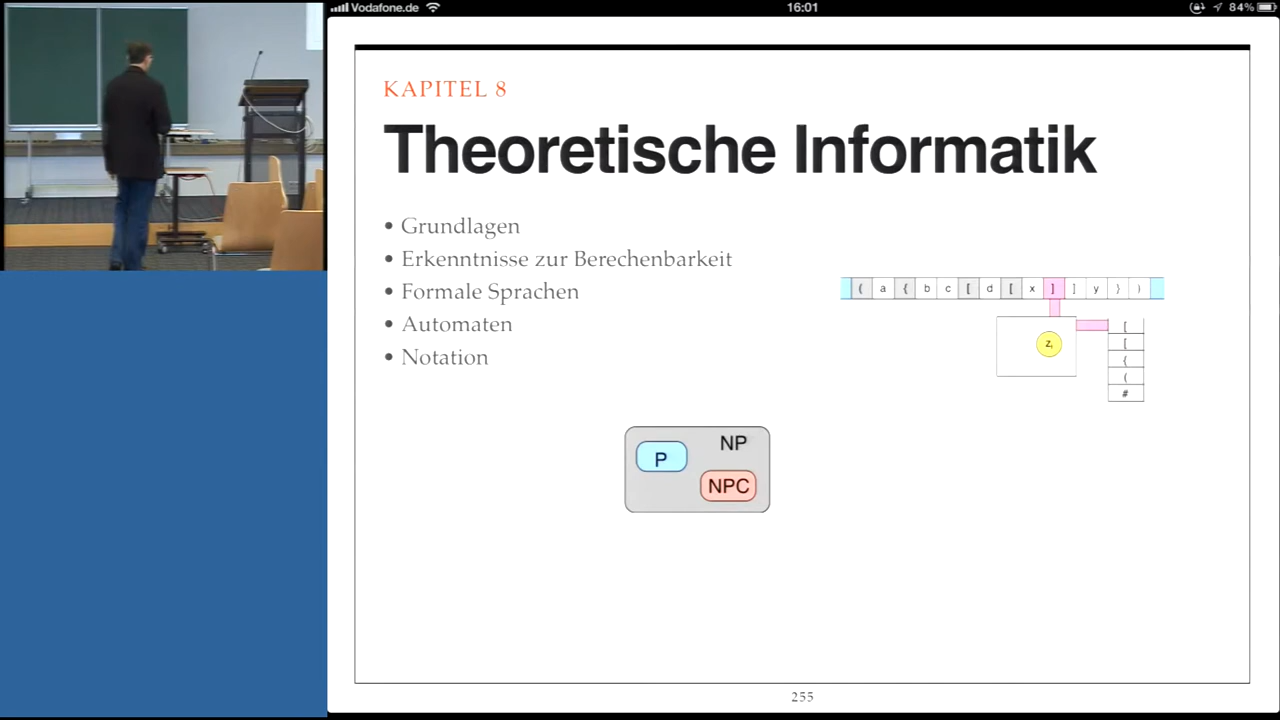 Vodafone.de 16:01 84%
KAPITEL 8
Theoretische Informatik
• Grundlagen
• Erkenntnisse zur Berechenbarkeit
• Formale Sprachen
• Automaten
• Notation
( a { b c [ d [ x ] ] y } )
zᵢ
[
[
{
(
#
NP
P
NPC
255